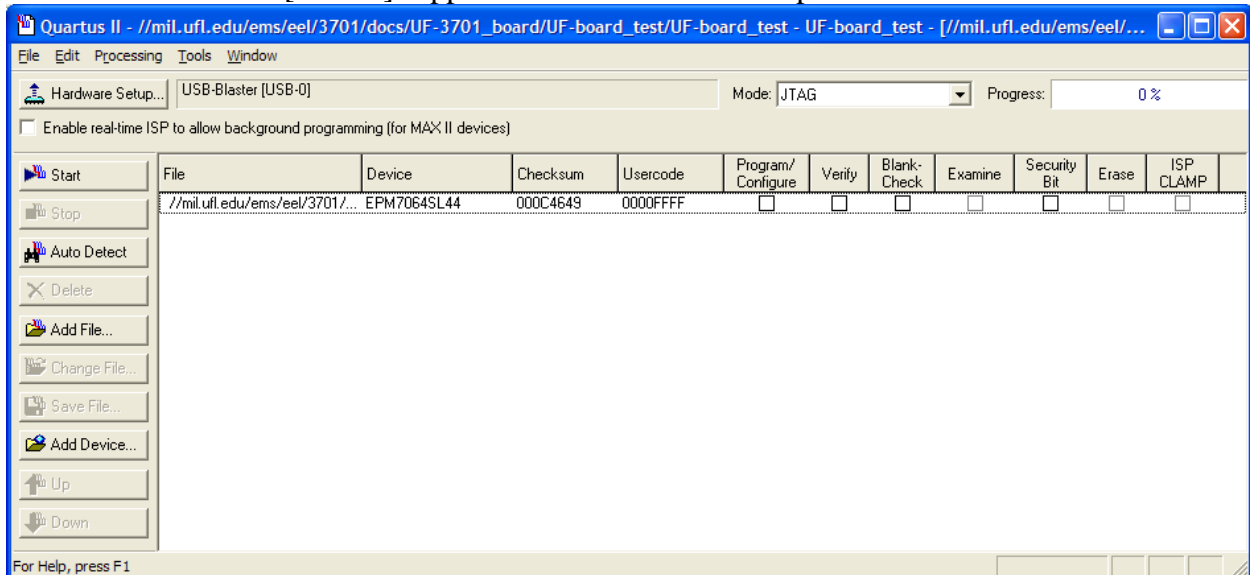 Quartus II - //mil.ufl.edu/ems/eel/3701/docs/UF-3701_board/UF-board_test/UF-board_test - UF-board_test - [//mil.ufl.edu/ems/eel/...
File Edit Processing Tools Window
Hardware Setup... USB-Blaster [USB-0] Mode: JTAG Progress: 0 %
Enable real-time ISP to allow background programming (for MAX II devices)
Start
Stop
Auto Detect
Delete
Add File...
Change File...
Save File...
Add Device...
Up
Down
File Device Checksum Usercode Program/ Configure Verify Blank- Check Examine Security Bit Erase ISP CLAMP
//mil.ufl.edu/ems/eel/3701/... EPM7064SL44 000C4649 0000FFFF
For Help, press F1